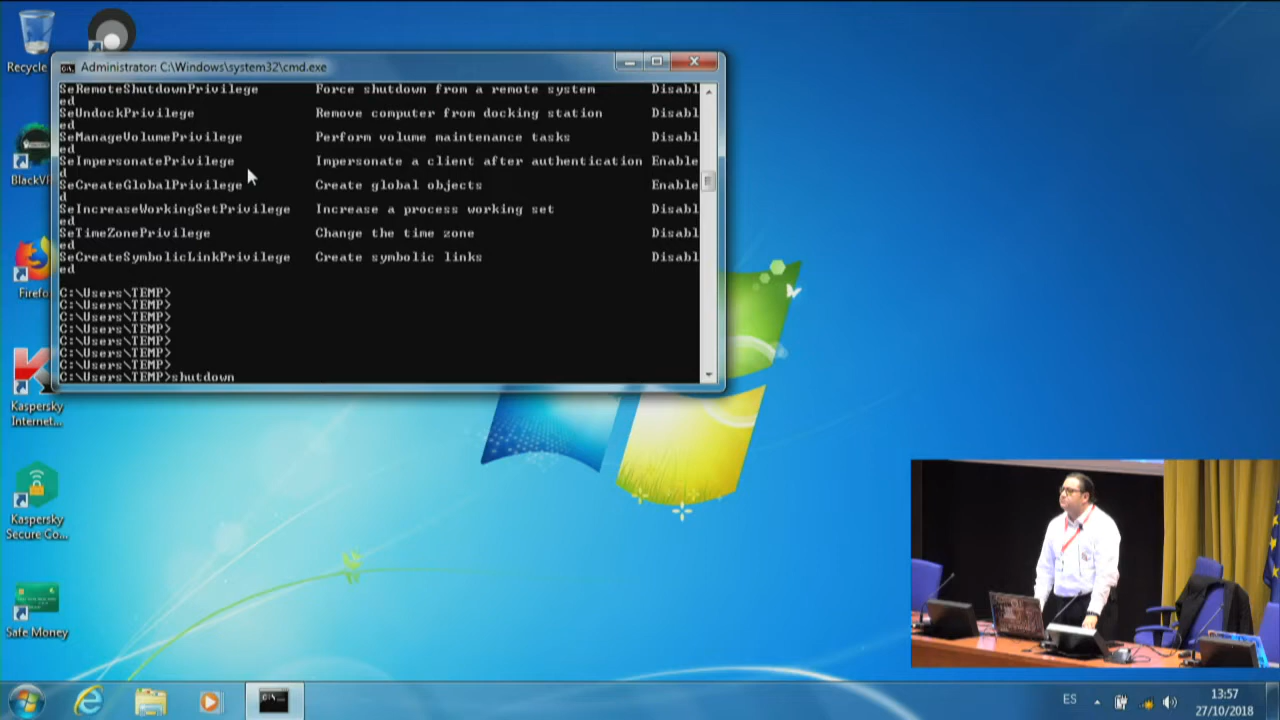 Recycle
Administrator: C:\Windows\system32\cmd.exe
SeRemoteShutdownPrivilege Force shutdown from a remote system Disabl
ed
SeUndockPrivilege Remove computer from docking station Disabl
ed
SeManageVolumePrivilege Perform volume maintenance tasks Disabl
ed
SeImpersonatePrivilege Impersonate a client after authentication Enable
d
SeCreateGlobalPrivilege Create global objects Enable
d
SeIncreaseWorkingSetPrivilege Increase a process working set Disabl
ed
SeTimeZonePrivilege Change the time zone Disabl
ed
SeCreateSymbolicLinkPrivilege Create symbolic links Disabl
ed
C:\Users\TEMP>
C:\Users\TEMP>
C:\Users\TEMP>
C:\Users\TEMP>
C:\Users\TEMP>
C:\Users\TEMP>
C:\Users\TEMP>
C:\Users\TEMP>shutdown
BlackVP
Firefo
Kaspersky
Internet...
Kaspersky
Secure Co...
Safe Money
ES
13:57
27/10/2018